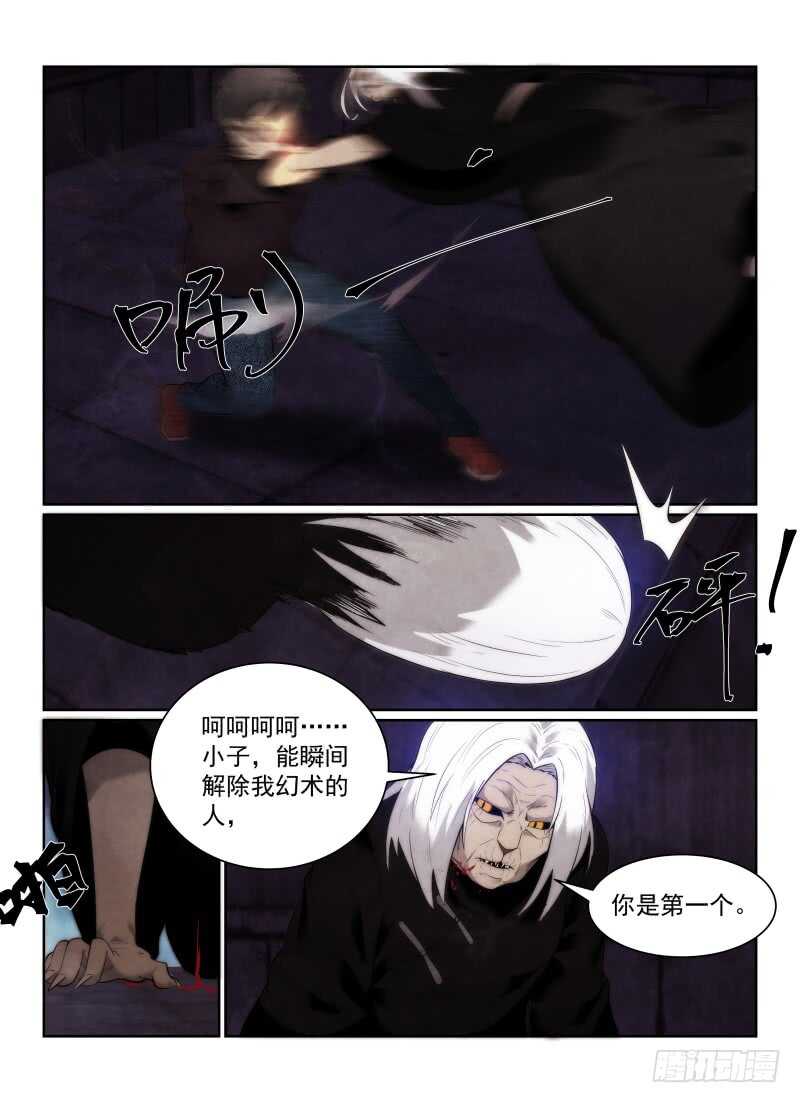 唰
砰!
呵呵呵呵……
小子，能瞬间
解除我幻术的
人，
啪
你是第一个。
腾讯动漫